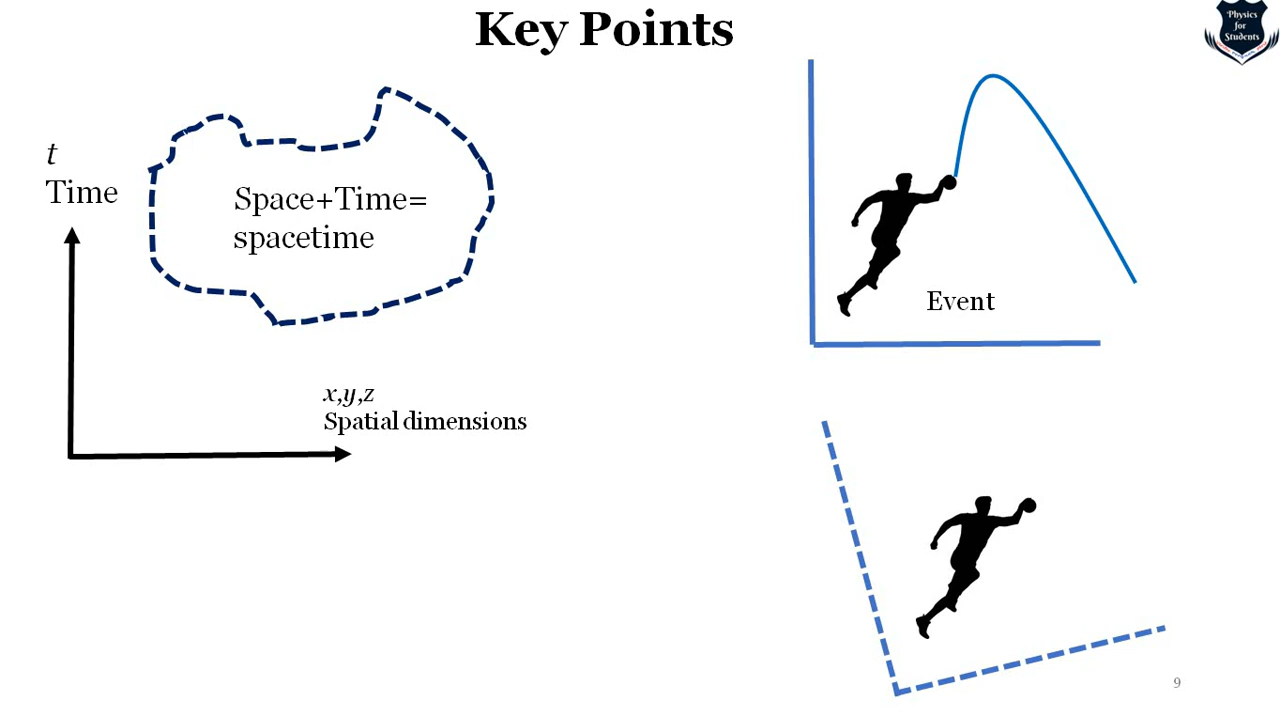 Key Points
Physics
for
Students
t
Time
Space+Time=
spacetime
x,y,z
Spatial dimensions
Event
9